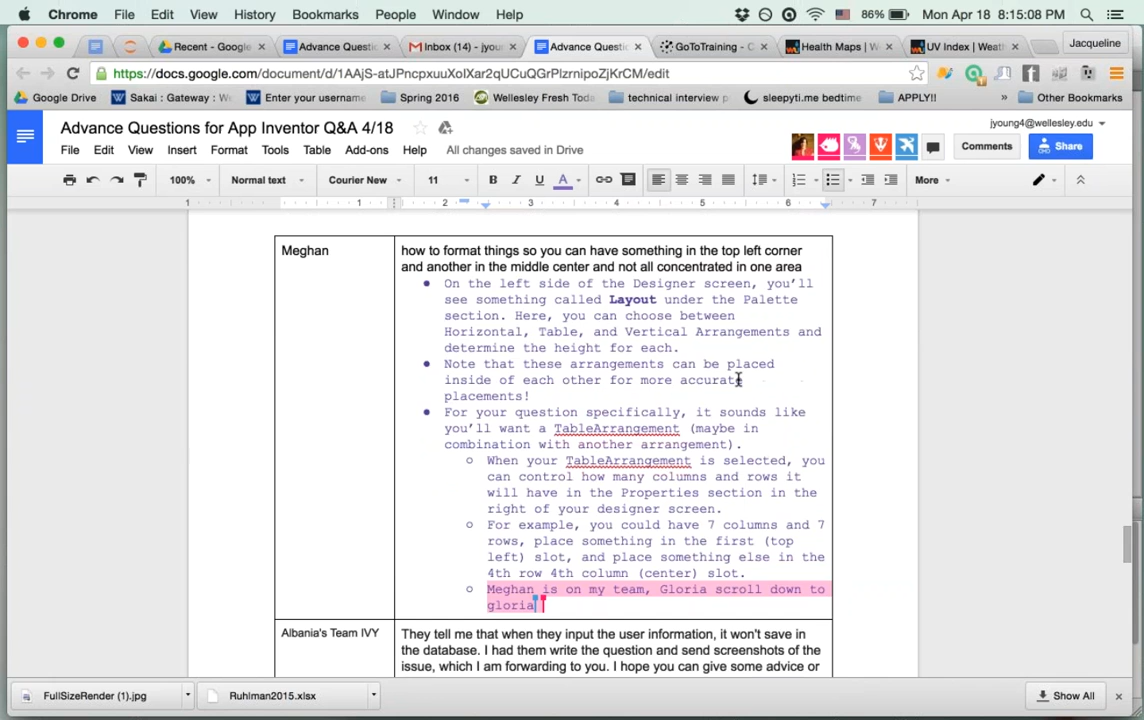 Chrome File Edit View History Bookmarks People Window Help 86% Mon Apr 18 8:15:08 PM
Recent - Google Advance Questi Inbox (14) - jyour Advance Questi GoToTraining - C Health Maps | W UV Index | Weath Jacqueline
https://docs.google.com/document/d/1AAjS-atJPncpxuuXolXar2qUCuQGrPlzrnipoZjKrCM/edit
Google Drive Sakai : Gateway : We Enter your username Spring 2016 Wellesley Fresh Toda technical interview p sleepyti.me bedtime APPLY!! » Other Bookmarks
Advance Questions for App Inventor Q&A 4/18
jyoung4@wellesley.edu
File Edit View Insert Format Tools Table Add-ons Help All changes saved in Drive Comments Share
100% Normal text Courier New 11 B I U A More
1 1 2 3 4 5 6 7
Meghan
how to format things so you can have something in the top left corner
and another in the middle center and not all concentrated in one area
● On the left side of the Designer screen, you'll
see something called Layout under the Palette
section. Here, you can choose between
Horizontal, Table, and Vertical Arrangements and
determine the height for each.
● Note that these arrangements can be placed
inside of each other for more accurate
placements!
● For your question specifically, it sounds like
you'll want a TableArrangement (maybe in
combination with another arrangement).
○ When your TableArrangement is selected, you
can control how many columns and rows it
will have in the Properties section in the
right of your designer screen.
○ For example, you could have 7 columns and 7
rows, place something in the first (top
left) slot, and place something else in the
4th row 4th column (center) slot.
○ Meghan is on my team, Gloria scroll down to
gloria
Albania's Team IVY
They tell me that when they input the user information, it won't save in
the database. I had them write the question and send screenshots of the
issue, which I am forwarding to you. I hope you can give some advice or
FullSizeRender (1).jpg Ruhlman2015.xlsx Show All